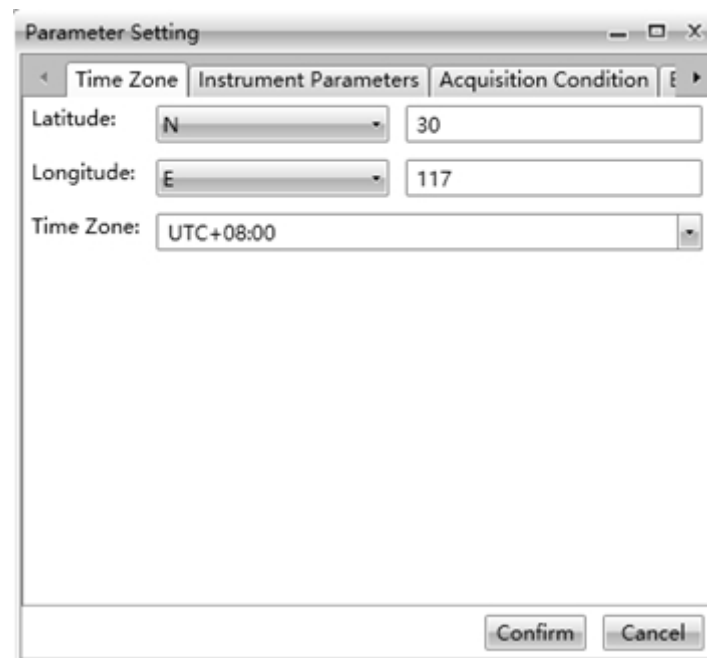 Parameter Setting
Time Zone Instrument Parameters Acquisition Condition
Latitude: N 30
Longitude: E 117
Time Zone: UTC+08:00
Confirm Cancel